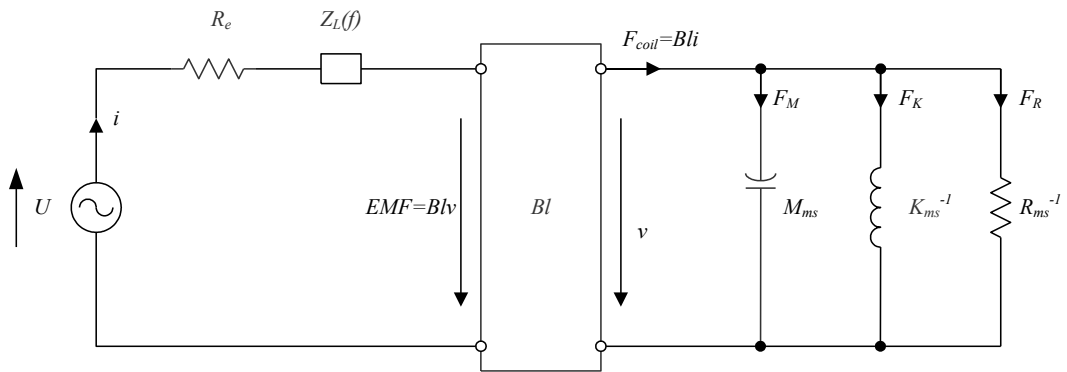 R_e
Z_L(f)
F_coil=Bli
i
F_M
F_K
F_R
U
EMF=Blv
Bl
v
M_ms
K_ms^-1
R_ms^-1